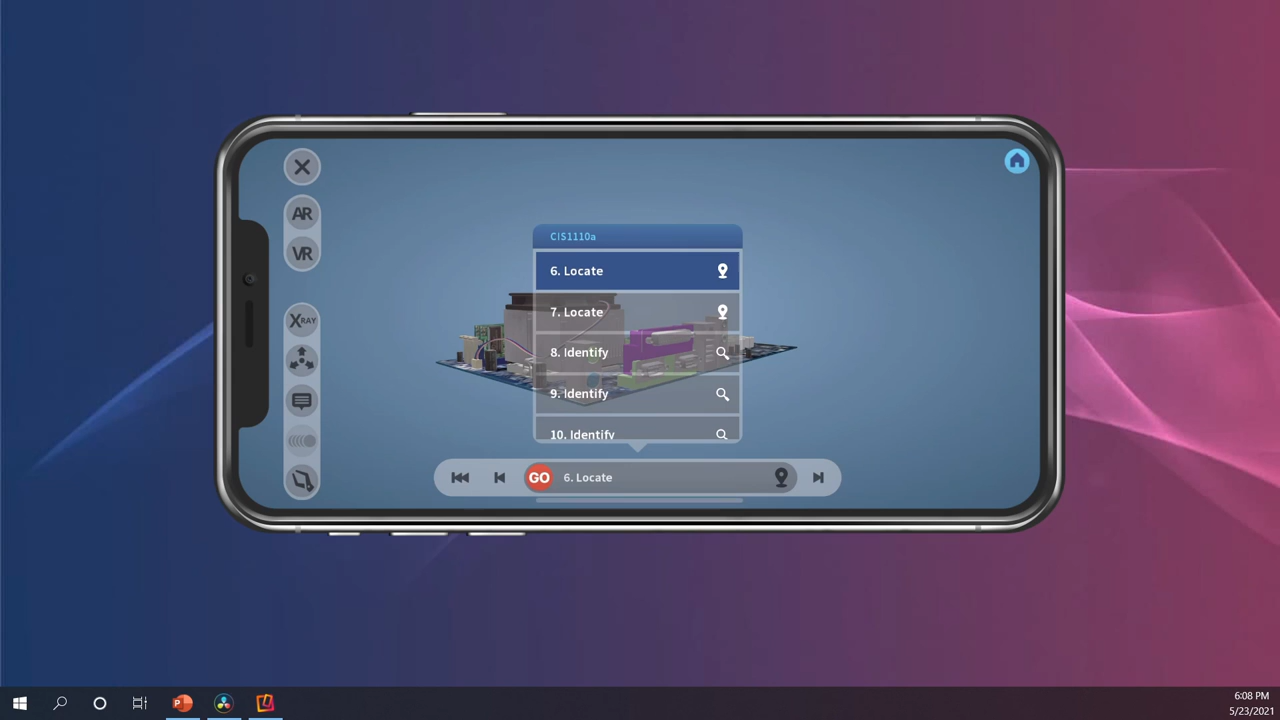 AR
VR
XRAY
CIS1110a
6. Locate
7. Locate
8. Identify
9. Identify
10. Identify
GO 6. Locate
P
6:08 PM
5/23/2021